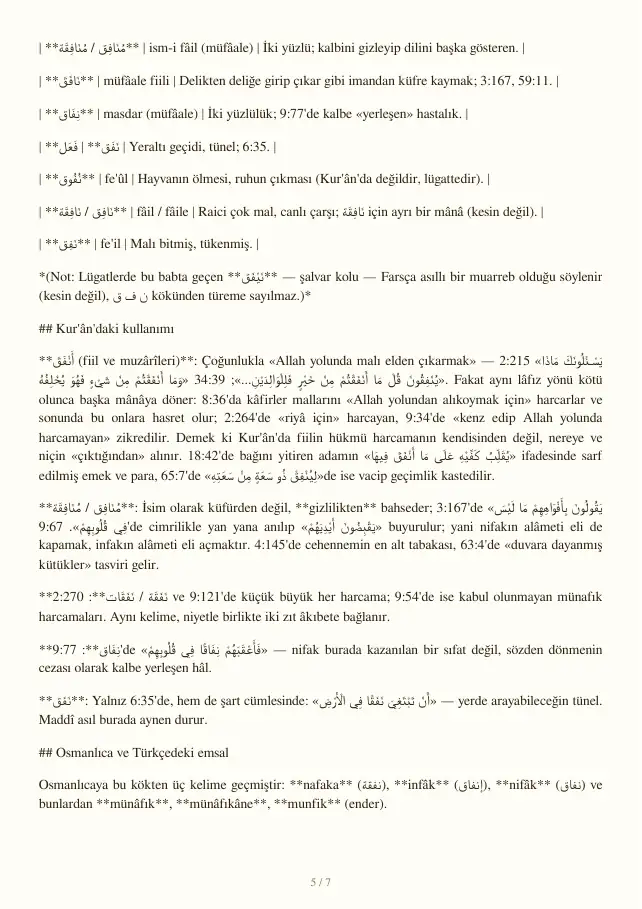 | **مُنَافِق / مُنَافِقَة** | ism-i fâil (müfâale) | İki yüzlü; kalbini gizleyip dilini başka gösteren. |
| **نَافَقَ** | müfâale fiili | Delikten deliğe girip çıkar gibi imandan küfre kaymak; 3:167, 59:11. |
| **نِفَاق** | masdar (müfâale) | İki yüzlülük; 9:77'de kalbe «yerleşen» hastalık. |
| **نَفَق** | **فَعَل | Yeraltı geçidi, tünel; 6:35. |
| **نُفُوق** | fe'ûl | Hayvanın ölmesi, ruhun çıkması (Kur'ân'da değildir, lügattedir). |
| **نَافِق / نَافِقَة** | fâil / fâile | Raici çok mal, canlı çarşı; نَافِقَة için ayrı bir mânâ (kesin değil). |
| **نَفِق** | fe'il | Malı bitmiş, tükenmiş. |
*(Not: Lügatlerde bu babta geçen **نَيْفَق** — şalvar kolu — Farsça asıllı bir muarreb olduğu söylenir
(kesin değil), ن ف ق kökünden türeme sayılmaz.)*
## Kur'ân'daki kullanımı
**أَنْفَقَ (fiil ve muzârîleri)**: Çoğunlukla «Allah yolunda malı elden çıkarmak» — 2:215 «يَسْـَٔلُونَكَ مَاذَا
يُنْفِقُونَ قُلْ مَا أَنْفَقْتُمْ مِنْ خَيْرٍ فَلِلْوَالِدَيْنِ...»; 34:39 «وَمَا أَنْفَقْتُمْ مِنْ شَيْءٍ فَهُوَ يُخْلِفُهُ». Fakat aynı lâfız yönü kötü
olunca başka mânâya döner: 8:36'da kâfirler mallarını «Allah yolundan alıkoymak için» harcarlar ve
sonunda bu onlara hasret olur; 2:264'de «riyâ için» harcayan, 9:34'de «kenz edip Allah yolunda
harcamayan» zikredilir. Demek ki Kur'ân'da fiilin hükmü harcamanın kendisinden değil, nereye ve
niçin «çıktığından» alınır. 18:42'de bağını yitiren adamın «يُقَلِّبُ كَفَّيْهِ عَلَى مَا أَنْفَقَ فِيهَا» ifadesinde sarf
edilmiş emek ve para, 65:7'de «لِيُنْفِقْ ذُو سَعَةٍ مِنْ سَعَتِهِ»de ise vacip geçimlik kastedilir.
**مُنَافِق / مُنَافِقَة**: İsim olarak küfürden değil, **gizlilikten** bahseder; 3:167'de «يَقُولُونَ بِأَفْوَاهِهِمْ مَا لَيْسَ
فِي قُلُوبِهِمْ». 9:67'de cimrilikle yan yana anılıp «يَقْبِضُونَ أَيْدِيَهُمْ» buyurulur; yani nifakın alâmeti eli de
kapamak, infakın alâmeti eli açmaktır. 4:145'de cehennemin en alt tabakası, 63:4'de «duvara dayanmış
kütükler» tasviri gelir.
**نَفَقَة / نَفَقَات**: 2:270 ve 9:121'de küçük büyük her harcama; 9:54'de ise kabul olunmayan münafık
harcamaları. Aynı kelime, niyetle birlikte iki zıt âkıbete bağlanır.
**نِفَاق**: 9:77'de «فَأَعْقَبَهُمْ نِفَاقًا فِي قُلُوبِهِمْ» — nifak burada kazanılan bir sıfat değil, sözden dönmenin
cezası olarak kalbe yerleşen hâl.
**نَفَق**: Yalnız 6:35'de, hem de şart cümlesinde: «أَنْ تَبْتَغِيَ نَفَقًا فِي الْأَرْضِ» — yerde arayabileceğin tünel.
Maddî asıl burada aynen durur.
## Osmanlıca ve Türkçedeki emsal
Osmanlıcaya bu kökten üç kelime geçmiştir: **nafaka** (نفقة), **infâk** (إنفاق), **nifâk** (نفاق) ve
bunlardan **münâfık**, **münâfıkâne**, **munfik** (ender).
5 / 7